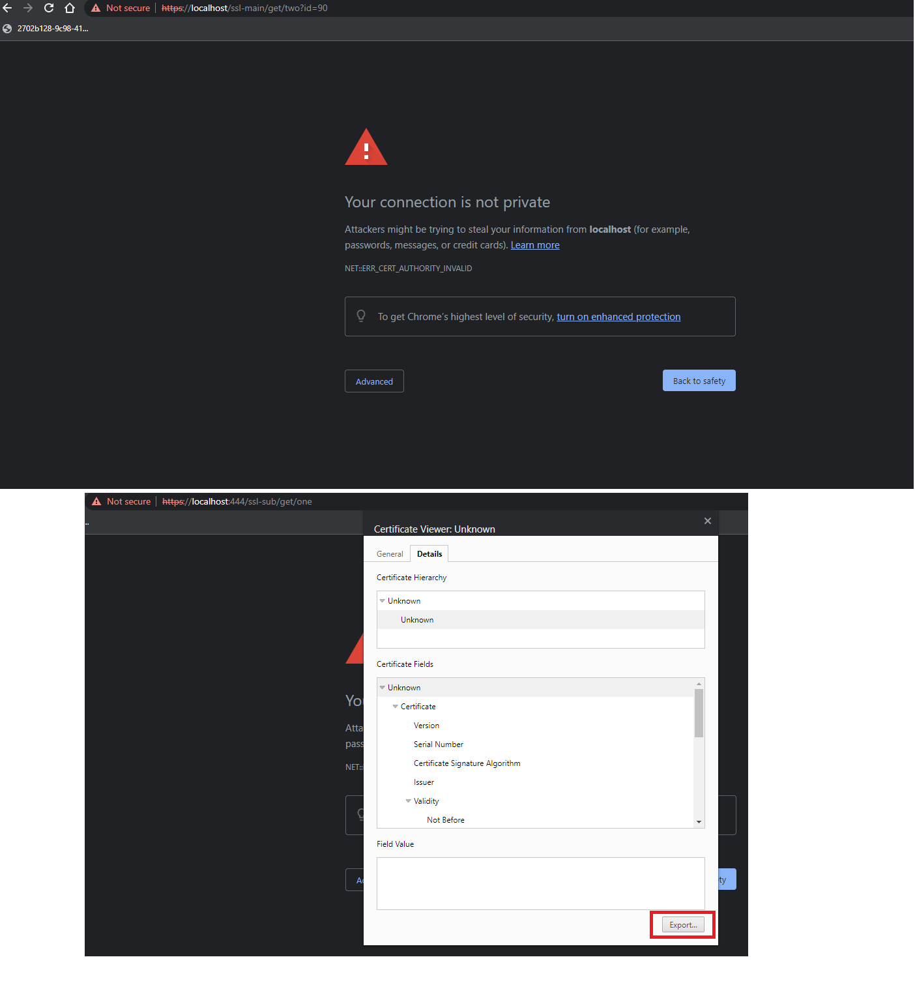 Not secure | https://localhost/ssl-main/get/two?id=90
2702b128-9c98-41...
Your connection is not private
Attackers might be trying to steal your information from localhost (for example,
passwords, messages, or credit cards). Learn more
NET::ERR_CERT_AUTHORITY_INVALID
To get Chrome's highest level of security, turn on enhanced protection
Advanced
Back to safety
Not secure | https://localhost:444/ssl-sub/get/one
..
Certificate Viewer: Unknown
General
Details
Certificate Hierarchy
Unknown
Unknown
Certificate Fields
Unknown
Certificate
Version
Serial Number
Certificate Signature Algorithm
Issuer
Validity
Not Before
You
Atta
pass
NET::
Field Value
A
ty
Export...